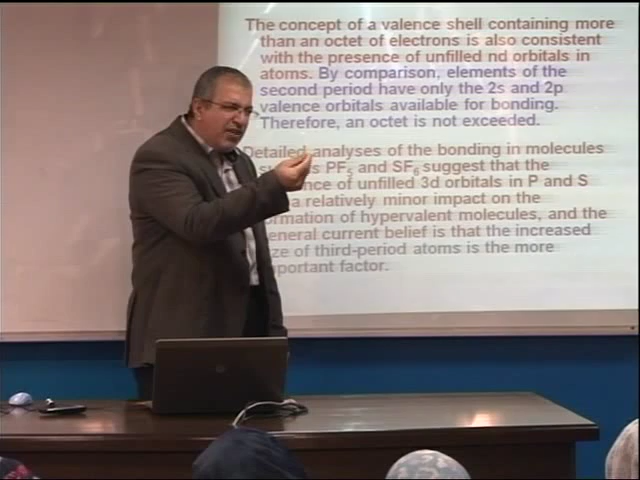 The concept of a valence shell containing more
than an octet of electrons is also consistent
with the presence of unfilled nd orbitals in
atoms. By comparison, elements of the
second period have only the 2s and 2p
valence orbitals available for bonding.
Therefore, an octet is not exceeded.
Detailed analyses of the bonding in molecules
PF5 and SF6 suggest that the
of unfilled 3d orbitals in P and S
a relatively minor impact on the
formation of hypervalent molecules, and the
general current belief is that the increased
size of third-period atoms is the more
important factor.